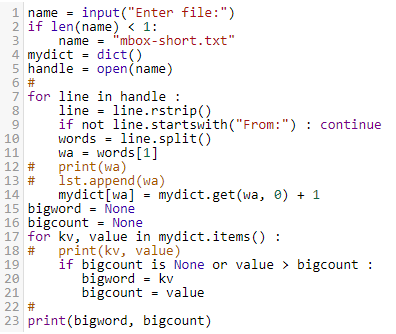 1 name = input("Enter file:")
2 if len(name) < 1:
3     name = "mbox-short.txt"
4 mydict = dict()
5 handle = open(name)
6 #
7 for line in handle :
8     line = line.rstrip()
9     if not line.startswith("From:") : continue
10     words = line.split()
11     wa = words[1]
12 #   print(wa)
13 #   lst.append(wa)
14     mydict[wa] = mydict.get(wa, 0) + 1
15 bigword = None
16 bigcount = None
17 for kv, value in mydict.items() :
18 #   print(kv, value)
19     if bigcount is None or value > bigcount :
20        bigword = kv
21        bigcount = value
22 #
23 print(bigword, bigcount)